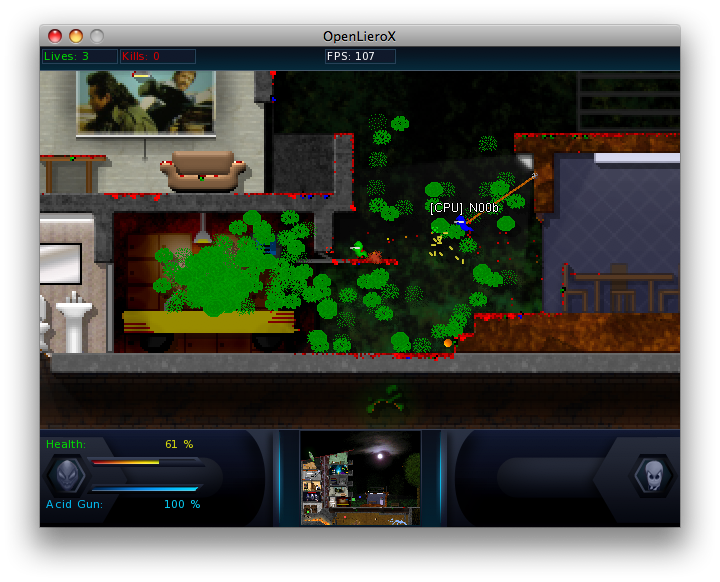 OpenLieroX
Lives: 3 Kills: 0 FPS: 107
[CPU] N00b
Health: 61 %
Acid Gun: 100 %